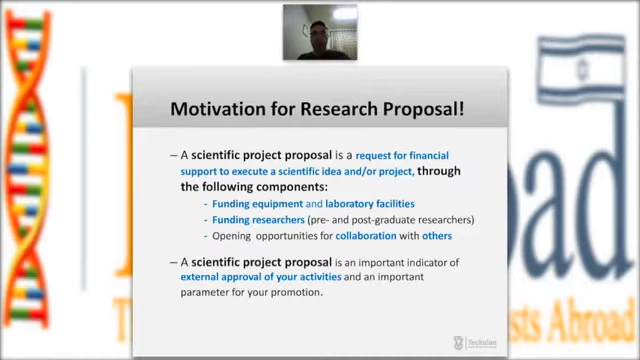 Motivation for Research Proposal!
– A scientific project proposal is a request for financial
support to execute a scientific idea and/or project, through
the following components:
- Funding equipment and laboratory facilities
- Funding researchers (pre- and post-graduate researchers)
- Opening opportunities for collaboration with others
– A scientific project proposal is an important indicator of
external approval of your activities and an important
parameter for your promotion.
Technion
sts Abroad